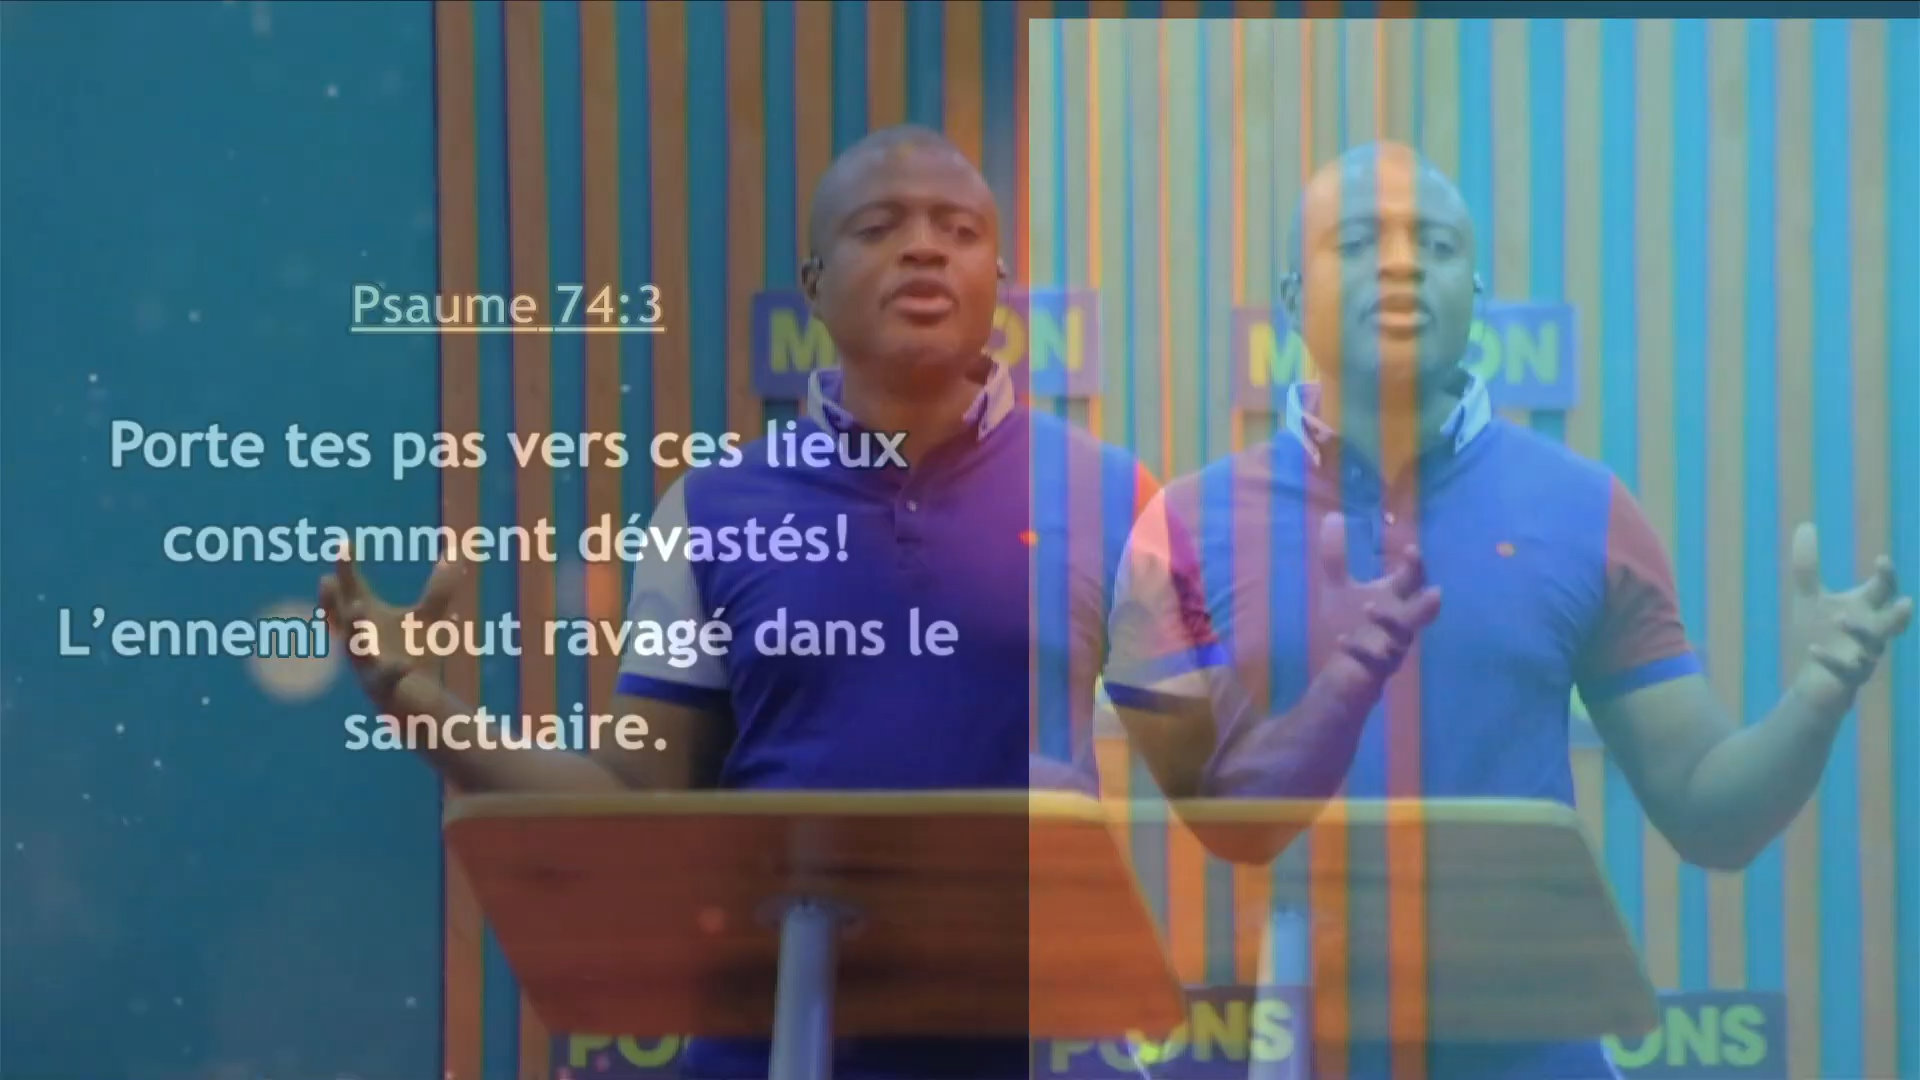 Psaume 74:3
Porte tes pas vers ces lieux
constamment dévastés!
L’ennemi a tout ravagé dans le
sanctuaire.